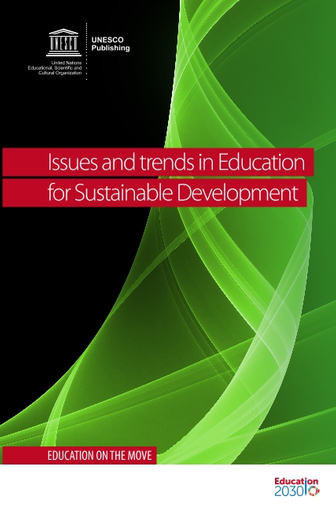 UNESCO
Publishing
UNESCO
United Nations
Educational, Scientific and
Cultural Organization
Issues and trends in Education
for Sustainable Development
EDUCATION ON THE MOVE
Education
2030